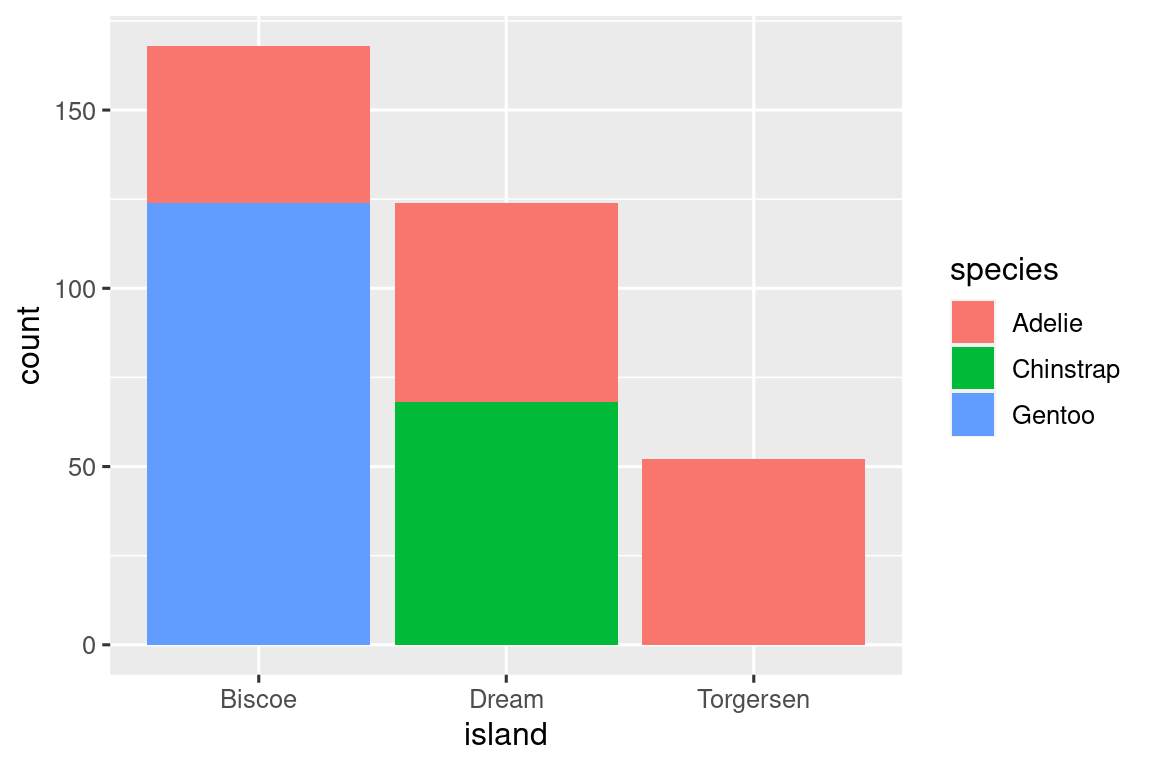 150
100
50
0
count
Biscoe Dream Torgersen
island
species
Adelie
Chinstrap
Gentoo